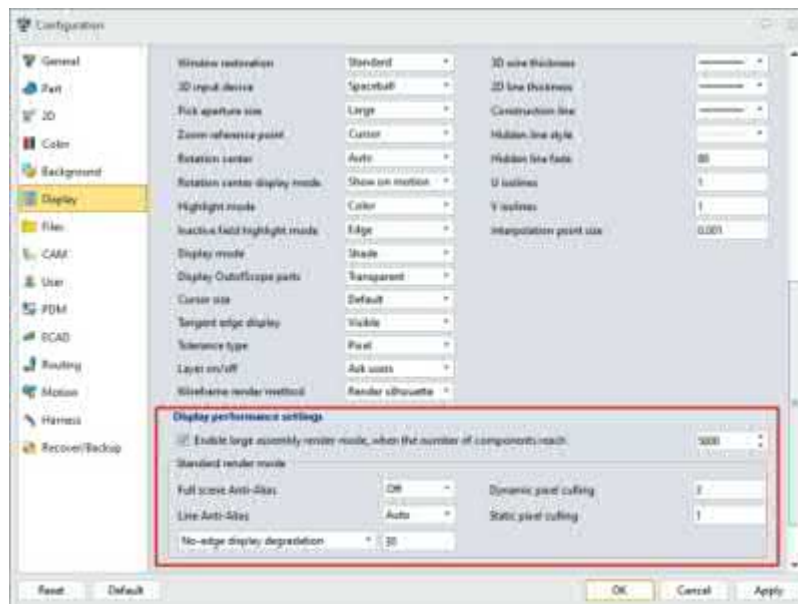 Configuration
General
Part
2D
Color
Background
Display
Files
CAM
User
PDM
ECAD
Routing
Motion
Harness
Recover/Backup
Window restoration Standard
3D input device Spaceball
Pick aperture size Large
Zoom reference point Cursor
Rotation center Auto
Rotation center display mode Show on motion
Highlight mode Color
Inactive field highlight mode Edge
Display mode Shade
Display OutofScope parts Transparent
Cursor size Default
Tangent edge display Visible
Tolerance type Pixel
Layer on/off Ask users
Wireframe render method Render silhouette
3D wire thickness
2D line thickness
Construction line
Hidden line style
Hidden line fade 80
U isolines 1
V isolines 1
Interpolation point size 0.001
Display performance settings
Enable large assembly render mode, when the number of components reach 5000
Standard render mode
Full scene Anti-Alias Off
Dynamic pixel culling
Line Anti-Alias Auto
Static pixel culling 1
No-edge display degradation 30
Reset Default OK Cancel Apply